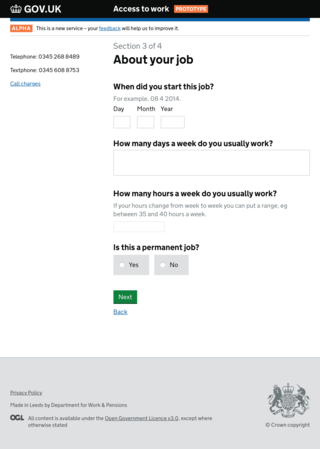 GOV.UK
Access to work PROTOTYPE
ALPHA This is a new service – your feedback will help us to improve it.
Telephone: 0345 268 8489
Textphone: 0345 608 8753
Call charges
Section 3 of 4
About your job
When did you start this job?
For example, 08 4 2014.
Day Month Year
How many days a week do you usually work?
How many hours a week do you usually work?
If your hours change from week to week you can put a range, eg
between 35 and 40 hours a week.
Is this a permanent job?
Yes No
Next
Back
Privacy Policy
Made in Leeds by Department for Work & Pensions
OGL All content is available under the Open Government Licence v3.0, except where
otherwise stated
© Crown copyright